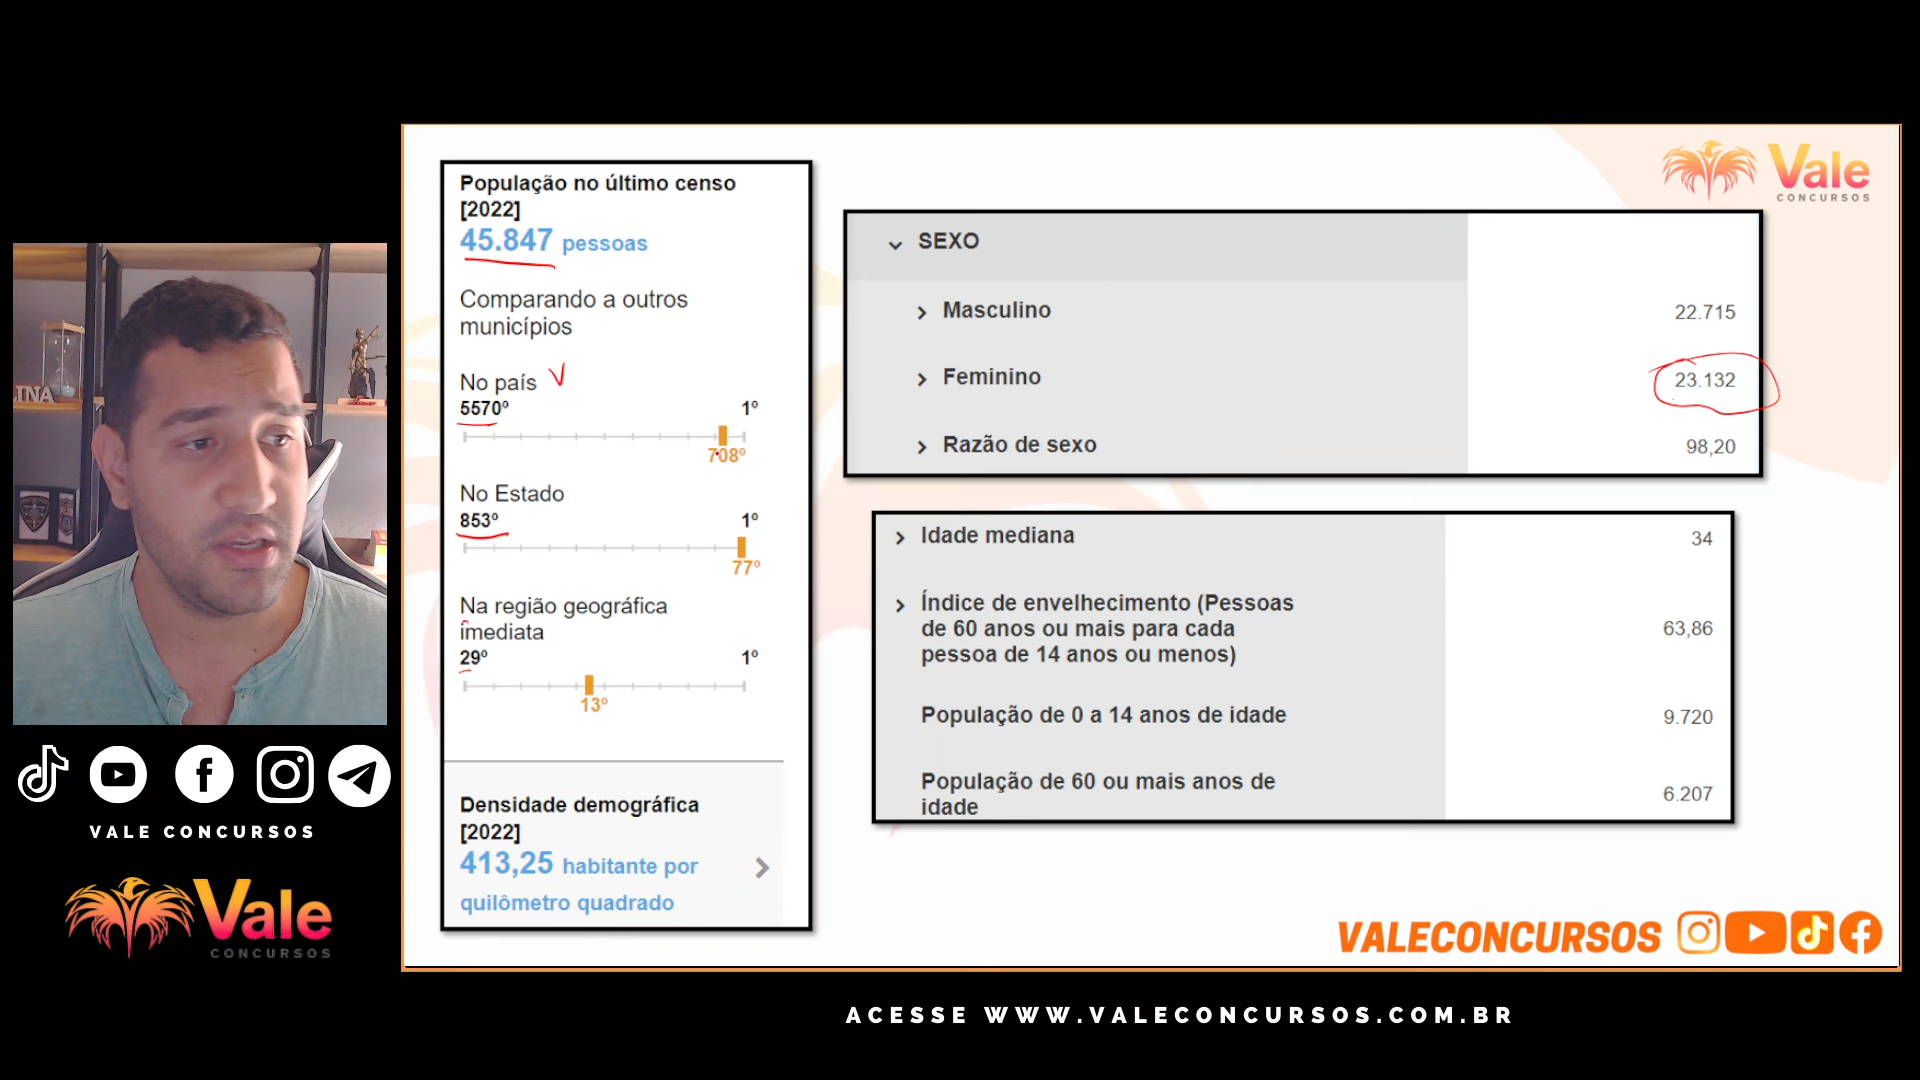 LINA
VALE CONCURSOS
Vale
CONCURSOS
População no último censo
[2022]
45.847 pessoas
Comparando a outros
municípios
No país
5570º 1º
708º
No Estado
853º 1º
77º
Na região geográfica
imediata
29º 1º
13º
Densidade demográfica
[2022]
413,25 habitante por
quilômetro quadrado
Vale
CONCURSOS
SEXO
Masculino 22.715
Feminino 23.132
Razão de sexo 98,20
Idade mediana 34
Índice de envelhecimento (Pessoas
de 60 anos ou mais para cada
pessoa de 14 anos ou menos) 63,86
População de 0 a 14 anos de idade 9.720
População de 60 ou mais anos de
idade 6.207
VALECONCURSOS
ACESSE WWW.VALECONCURSOS.COM.BR